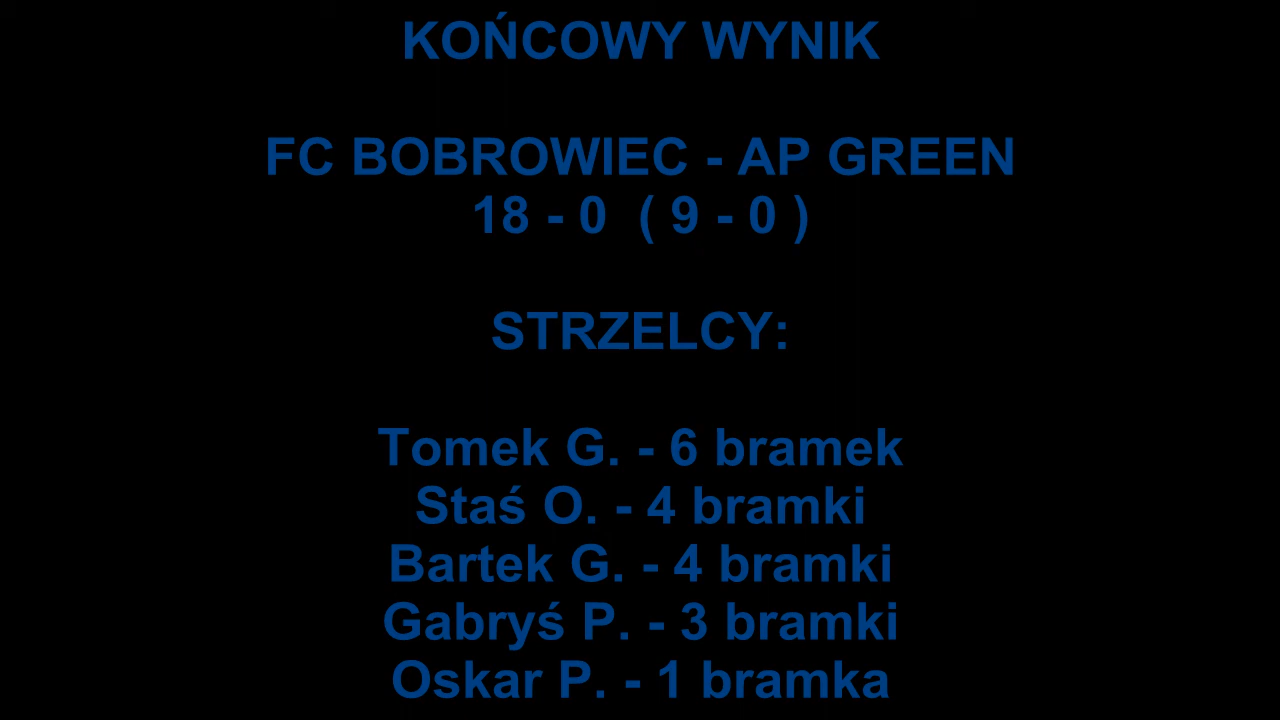 KOŃCOWY WYNIK
FC BOBROWIEC - AP GREEN
18 - 0 ( 9 - 0 )
STRZELCY:
Tomek G. - 6 bramek
Staś O. - 4 bramki
Bartek G. - 4 bramki
Gabryś P. - 3 bramki
Oskar P. - 1 bramka